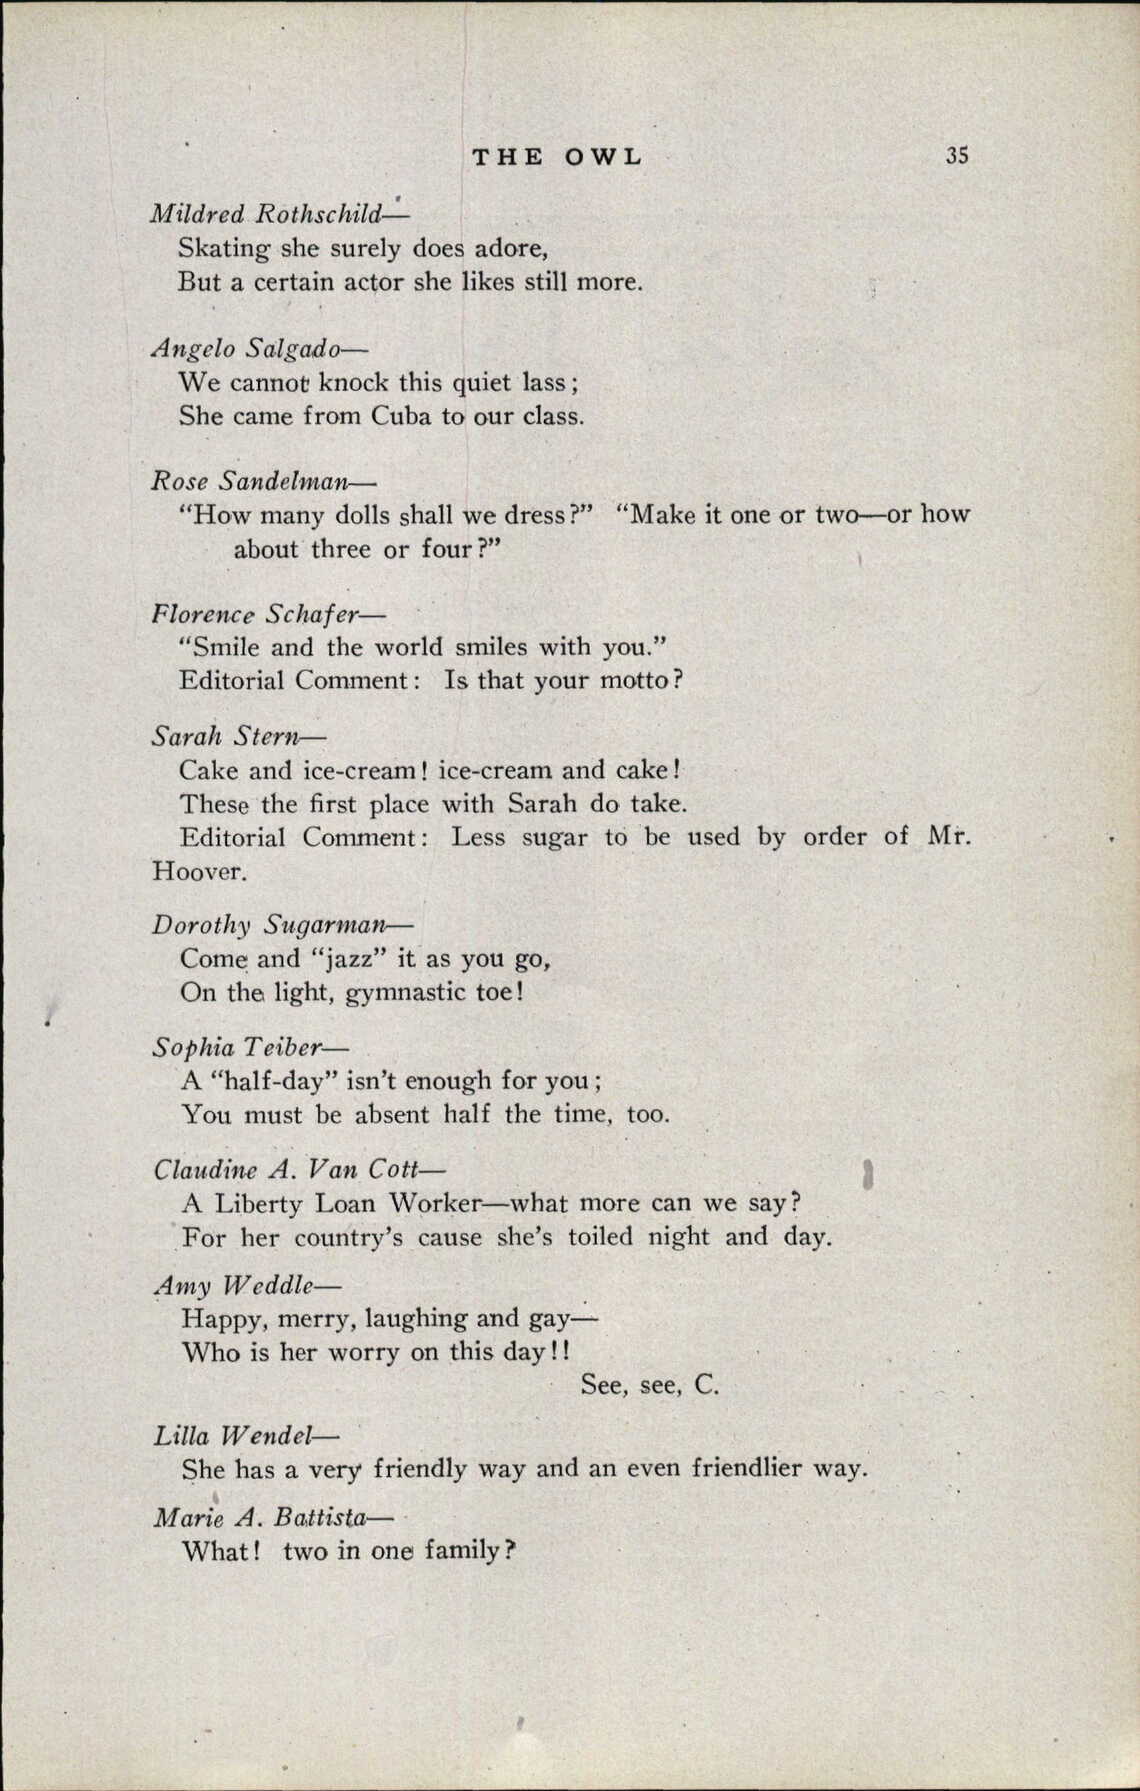 THE OWL 35
Mildred Rothschild—
Skating she surely does adore,
But a certain actor she likes still more.
Angelo Salgado—
We cannot knock this quiet lass;
She came from Cuba to our class.
Rose Sandelman—
"How many dolls shall we dress?" "Make it one or two—or how
about three or four?"
Florence Schafer—
"Smile and the world smiles with you."
Editorial Comment: Is that your motto?
Sarah Stern—
Cake and ice-cream! ice-cream and cake!
These the first place with Sarah do take.
Editorial Comment: Less sugar to be used by order of Mr.
Hoover.
Dorothy Sugarman—
Come and "jazz" it as you go,
On the light, gymnastic toe!
Sophia Teiber—
A "half-day" isn't enough for you;
You must be absent half the time, too.
Claudine A. Van Cott—
A Liberty Loan Worker—what more can we say?
For her country's cause she's toiled night and day.
Amy Weddle—
Happy, merry, laughing and gay—
Who is her worry on this day!!
See, see, C.
Lilla Wendel—
She has a very friendly way and an even friendlier way.
Marie A. Battista—
What! two in one family?